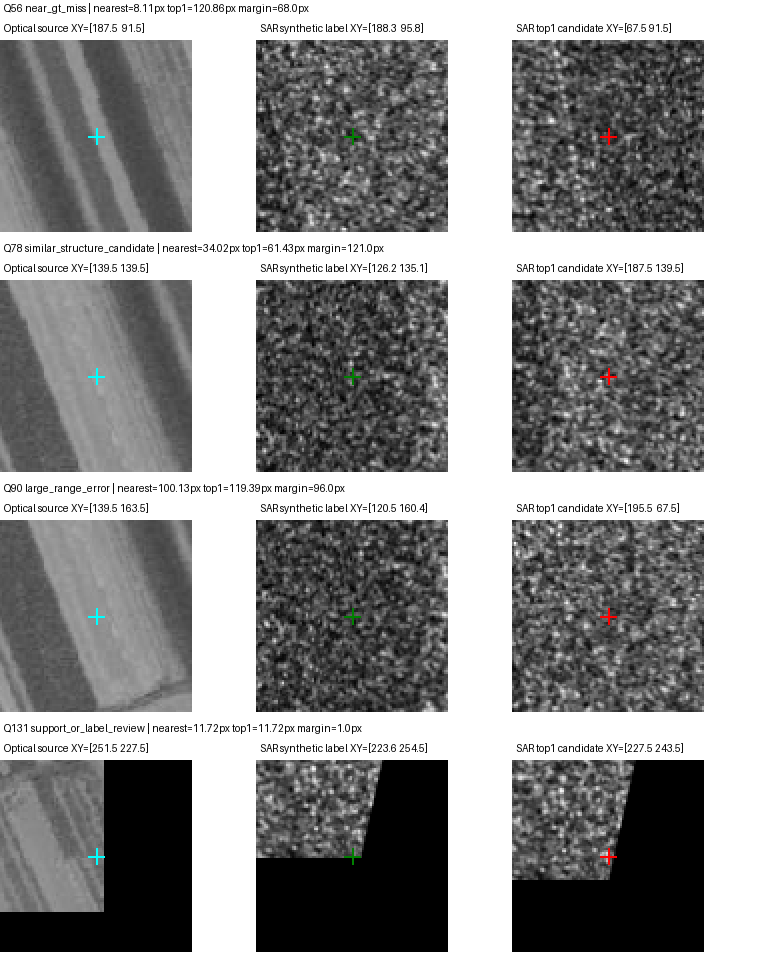 Q56 near_gt_miss | nearest=8.11px top1=120.86px margin=68.0px
Optical source XY=[187.5 91.5] SAR synthetic label XY=[188.3 95.8] SAR top1 candidate XY=[67.5 91.5]
Q78 similar_structure_candidate | nearest=34.02px top1=61.43px margin=121.0px
Optical source XY=[139.5 139.5] SAR synthetic label XY=[126.2 135.1] SAR top1 candidate XY=[187.5 139.5]
Q90 large_range_error | nearest=100.13px top1=119.39px margin=96.0px
Optical source XY=[139.5 163.5] SAR synthetic label XY=[120.5 160.4] SAR top1 candidate XY=[195.5 67.5]
Q131 support_or_label_review | nearest=11.72px top1=11.72px margin=1.0px
Optical source XY=[251.5 227.5] SAR synthetic label XY=[223.6 254.5] SAR top1 candidate XY=[227.5 243.5]